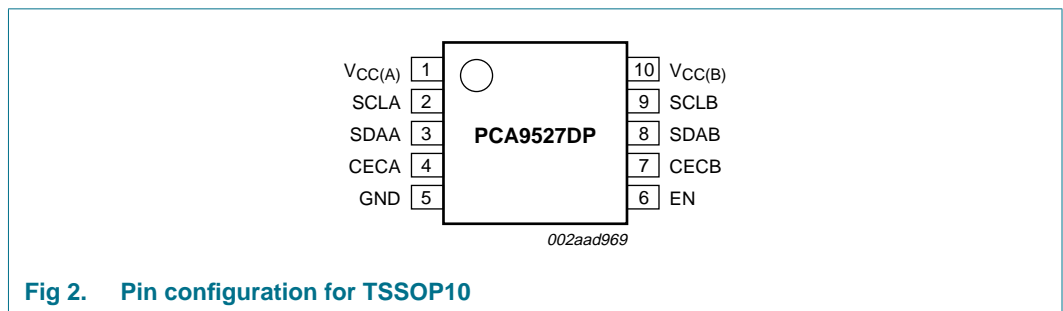 VCC(A) 1 10 VCC(B)
SCLA 2 9 SCLB
SDAA 3 PCA9527DP 8 SDAB
CECA 4 7 CECB
GND 5 6 EN
002aad969
Fig 2. Pin configuration for TSSOP10